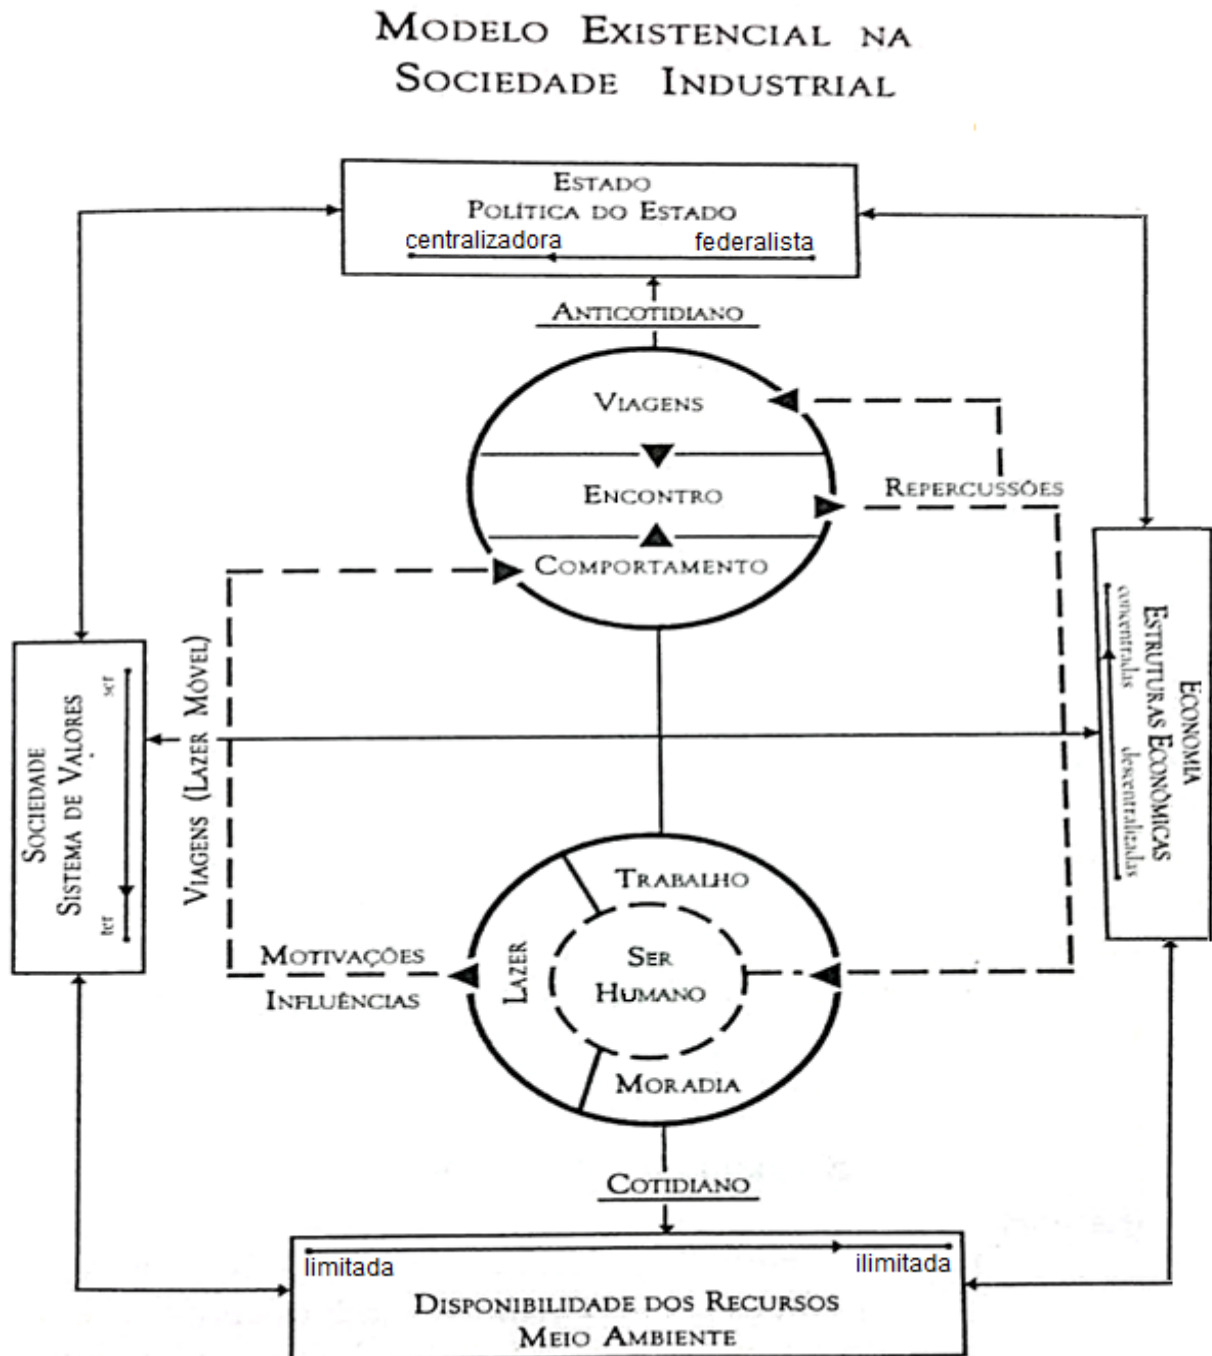 MODELO EXISTENCIAL NA
SOCIEDADE INDUSTRIAL
ESTADO
POLÍTICA DO ESTADO
centralizadora federalista
ANTICOTIDIANO
VIAGENS
ENCONTRO
REPERCUSSÕES
COMPORTAMENTO
SOCIEDADE
SISTEMA DE VALORES
ser
ter
VIAGENS (LAZER MÓVEL)
ECONOMIA
ESTRUTURAS ECONÔMICAS
concentradas descentralizadas
TRABALHO
LAZER
SER
HUMANO
MORADIA
MOTIVAÇÕES
INFLUÊNCIAS
COTIDIANO
limitada ilimitada
DISPONIBILIDADE DOS RECURSOS
MEIO AMBIENTE